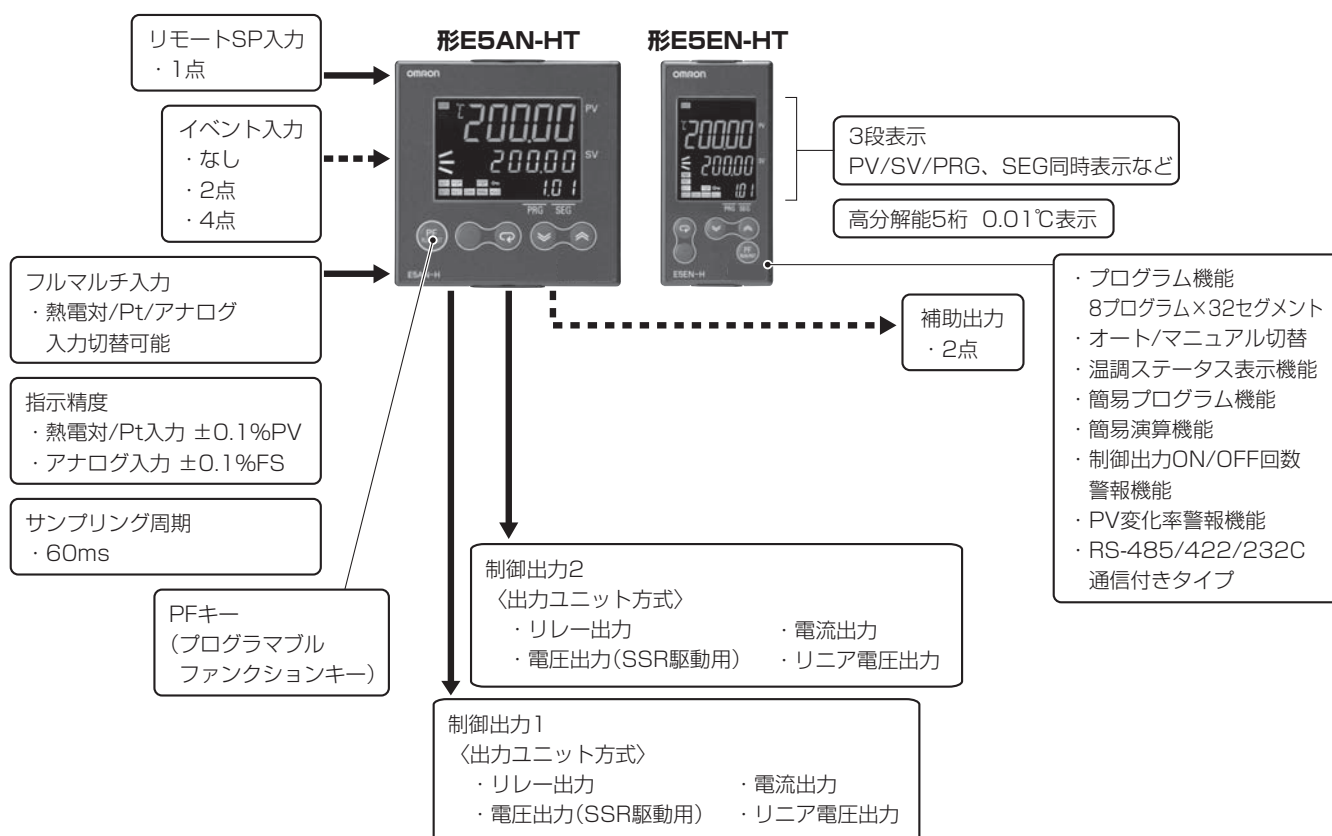 リモートSP入力
・1点
イベント入力
・なし
・2点
・4点
フルマルチ入力
・熱電対/Pt/アナログ
入力切替可能
指示精度
・熱電対/Pt入力 ±0.1%PV
・アナログ入力 ±0.1%FS
サンプリング周期
・60ms
PFキー
(プログラマブル
ファンクションキー)
形E5AN-HT
OMRON
℃
200.00
PV
200.00
SV
1.01
PRG SEG
PF
E5AN-H
形E5EN-HT
OMRON
℃
200.00
PV
200.00
SV
1.01
PRG SEG
PF
E5EN-H
3段表示
PV/SV/PRG、SEG同時表示など
高分解能5桁 0.01℃表示
補助出力
・2点
・プログラム機能
8プログラム×32セグメント
・オート/マニュアル切替
・温調ステータス表示機能
・簡易プログラム機能
・簡易演算機能
・制御出力ON/OFF回数
警報機能
・PV変化率警報機能
・RS-485/422/232C
通信付きタイプ
制御出力2
〈出力ユニット方式〉
・リレー出力 ・電流出力
・電圧出力(SSR駆動用) ・リニア電圧出力
制御出力1
〈出力ユニット方式〉
・リレー出力 ・電流出力
・電圧出力(SSR駆動用) ・リニア電圧出力